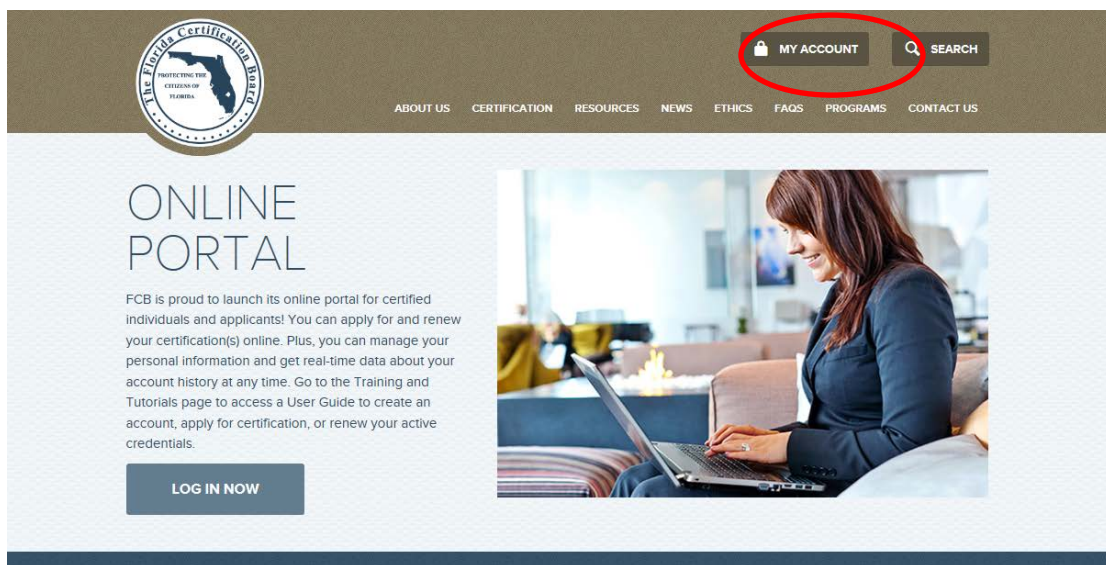 The Florida Certification Board
PROTECTING THE
CITIZENS OF
FLORIDA
MY ACCOUNT
SEARCH
ABOUT US CERTIFICATION RESOURCES NEWS ETHICS FAQS PROGRAMS CONTACT US
ONLINE
PORTAL
FCB is proud to launch its online portal for certified
individuals and applicants! You can apply for and renew
your certification(s) online. Plus, you can manage your
personal information and get real-time data about your
account history at any time. Go to the Training and
Tutorials page to access a User Guide to create an
account, apply for certification, or renew your active
credentials.
LOG IN NOW